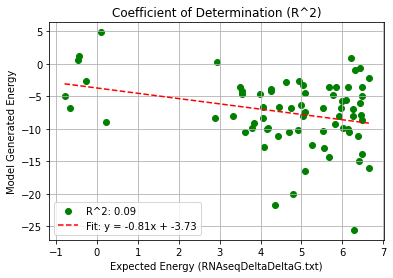 Coefficient of Determination (R^2)
Model Generated Energy
5
0
−5
−10
−15
−20
−25
R^2: 0.09
Fit: y = -0.81x + -3.73
−1 0 1 2 3 4 5 6 7
Expected Energy (RNAseqDeltaDeltaG.txt)